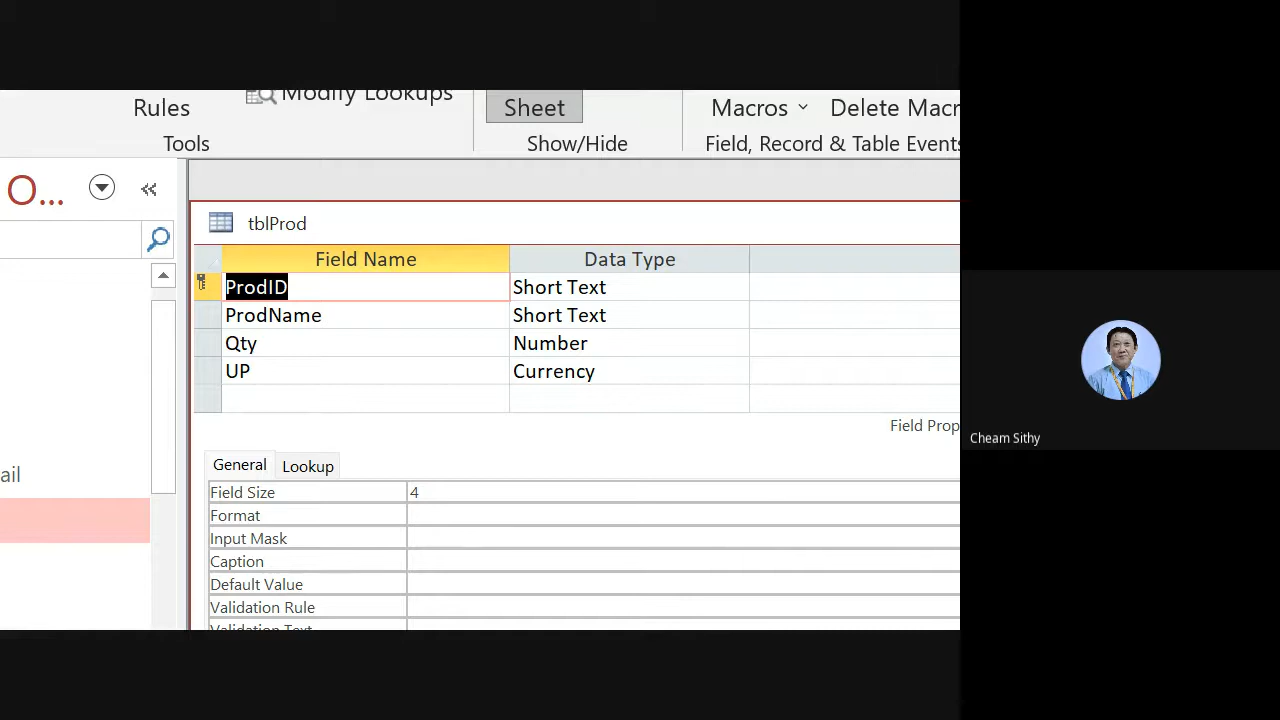 Modify Lookups
Rules
Sheet
Macros
Delete Macr
Tools
Show/Hide
Field, Record & Table Events
O...
tblProd
Field Name Data Type
ProdID Short Text
ProdName Short Text
Qty Number
UP Currency
Field Prop
ail
General Lookup
Field Size 4
Format
Input Mask
Caption
Default Value
Validation Rule
Validation Text
Cheam Sithy